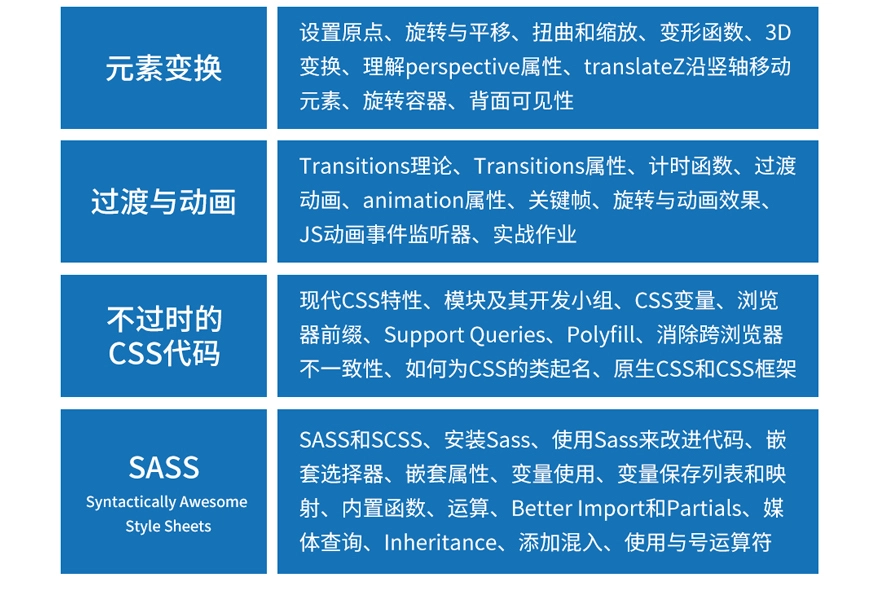 元素变换
设置原点、旋转与平移、扭曲和缩放、变形函数、3D
变换、理解perspective属性、translateZ沿竖轴移动
元素、旋转容器、背面可见性
过渡与动画
Transitions理论、Transitions属性、计时函数、过渡
动画、animation属性、关键帧、旋转与动画效果、
JS动画事件监听器、实战作业
不过时的
CSS代码
现代CSS特性、模块及其开发小组、CSS变量、浏览
器前缀、Support Queries、Polyfill、消除跨浏览器
不一致性、如何为CSS的类起名、原生CSS和CSS框架
SASS
Syntactically Awesome
Style Sheets
SASS和SCSS、安装Sass、使用Sass来改进代码、嵌
套选择器、嵌套属性、变量使用、变量保存列表和映
射、内置函数、运算、Better Import和Partials、媒
体查询、Inheritance、添加混入、使用与号运算符